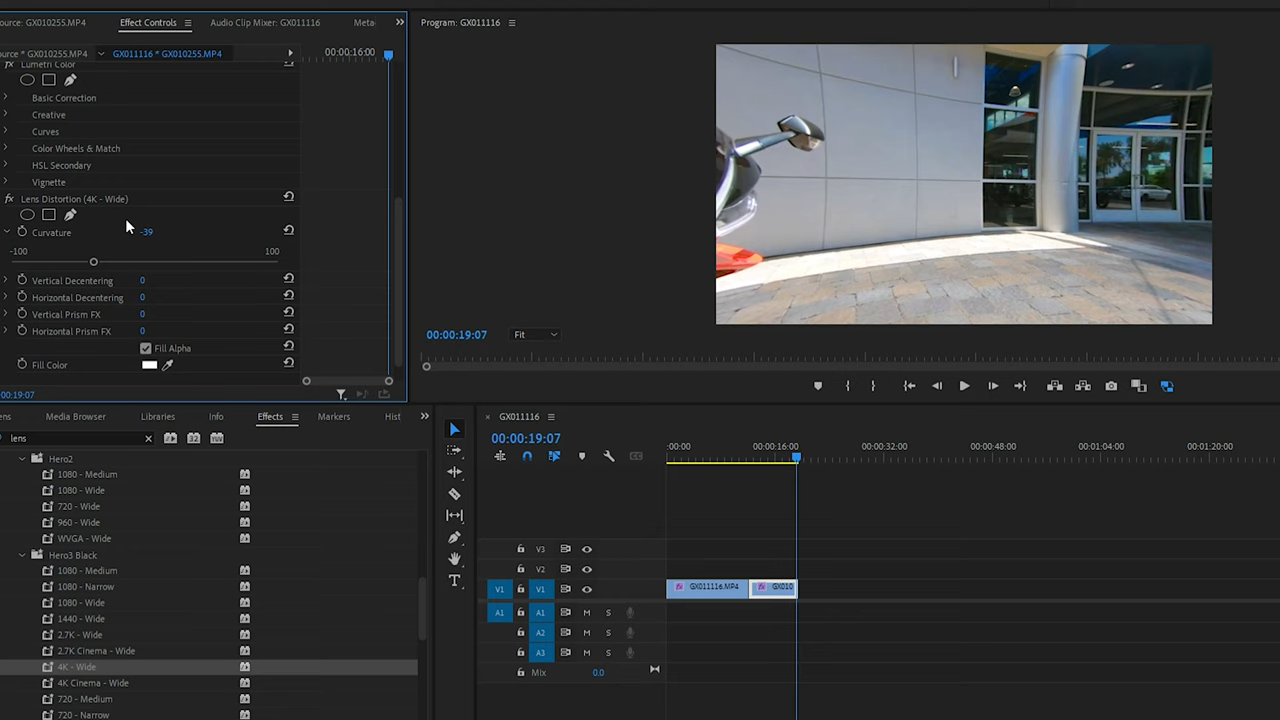 ource: GX010255.MP4 Effect Controls Audio Clip Mixer: GX011116 Meta
Program: GX011116
ource * GX010255.MP4 GX011116 * GX010255.MP4 00:00:16:00
fx Lumetri Color
Basic Correction
Creative
Curves
Color Wheels & Match
HSL Secondary
Vignette
fx Lens Distortion (4K - Wide)
Curvature -39
-100 100
Vertical Decentering 0
Horizontal Decentering 0
Vertical Prism FX 0
Horizontal Prism FX 0
Fill Alpha
Fill Color
00:00:19:07 Fit
:00:19:07
ens Media Browser Libraries Info Effects Markers Hist
GX011116
lens 32 YUV
00:00:19:07
:00:00 00:00:16:00 00:00:32:00 00:00:48:00 00:01:04:00 00:01:20:00
Hero2
1080 - Medium
1080 - Wide
720 - Wide
960 - Wide
WVGA - Wide
Hero3 Black
1080 - Medium
1080 - Narrow
1080 - Wide
1440 - Wide
2.7K - Wide
2.7K Cinema - Wide
4K - Wide
4K Cinema - Wide
720 - Medium
720 - Narrow
V3
V2
V1 V1 GX011116.MP4 GX010
A1 A1 M S
A2 M S
A3 M S
Mix 0.0